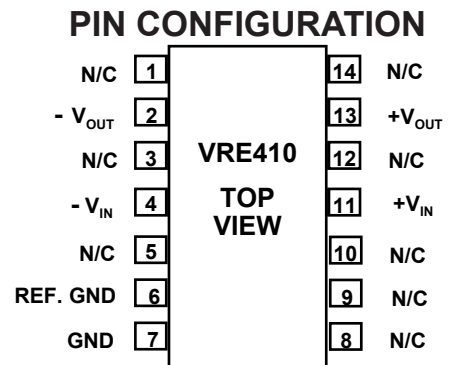 PIN CONFIGURATION
N/C 1 14 N/C
- VOUT 2 13 +VOUT
N/C 3 VRE410 12 N/C
- VIN 4 TOP 11 +VIN
VIEW
N/C 5 10 N/C
REF. GND 6 9 N/C
GND 7 8 N/C